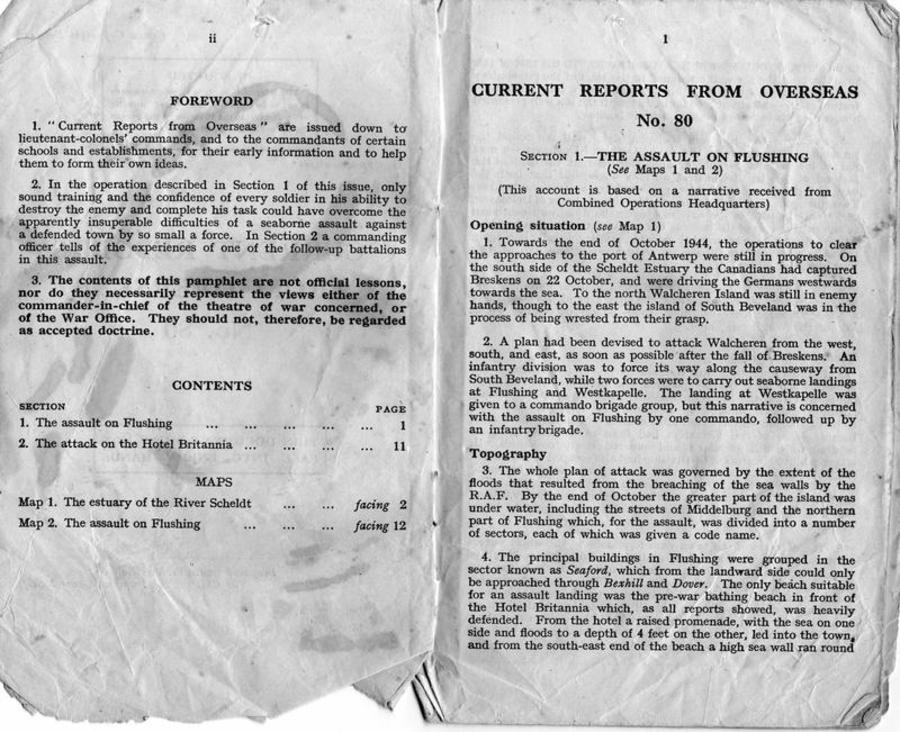 ii
FOREWORD
1. " Current Reports from Overseas " are issued down to
lieutenant-colonels' commands, and to the commandants of certain
schools and establishments, for their early information and to help
them to form their own ideas.
2. In the operation described in Section 1 of this issue, only
sound training and the confidence of every soldier in his ability to
destroy the enemy and complete his task could have overcome the
apparently insuperable difficulties of a seaborne assault against
a defended town by so small a force. In Section 2 a commanding
officer tells of the experiences of one of the follow-up battalions
in this assault.
3. The contents of this pamphlet are not official lessons,
nor do they necessarily represent the views either of the
commander-in-chief of the theatre of war concerned, or
of the War Office. They should not, therefore, be regarded
as accepted doctrine.
CONTENTS
SECTION PAGE
1. The assault on Flushing ... ... ... ... ... 1
2. The attack on the Hotel Britannia ... ... ... ... 11
MAPS
Map 1. The estuary of the River Scheldt ... ... facing 2
Map 2. The assault on Flushing ... ... ... facing 12
1
CURRENT REPORTS FROM OVERSEAS
No. 80
SECTION 1.—THE ASSAULT ON FLUSHING
(See Maps 1 and 2)
(This account is based on a narrative received from
Combined Operations Headquarters)
Opening situation (see Map 1)
1. Towards the end of October 1944, the operations to clear
the approaches to the port of Antwerp were still in progress. On
the south side of the Scheldt Estuary the Canadians had captured
Breskens on 22 October, and were driving the Germans westwards
towards the sea. To the north Walcheren Island was still in enemy
hands, though to the east the island of South Beveland was in the
process of being wrested from their grasp.
2. A plan had been devised to attack Walcheren from the west,
south, and east, as soon as possible after the fall of Breskens. An
infantry division was to force its way along the causeway from
South Beveland, while two forces were to carry out seaborne landings
at Flushing and Westkapelle. The landing at Westkapelle was
given to a commando brigade group, but this narrative is concerned
with the assault on Flushing by one commando, followed up by
an infantry brigade.
Topography
3. The whole plan of attack was governed by the extent of the
floods that resulted from the breaching of the sea walls by the
R.A.F. By the end of October the greater part of the island was
under water, including the streets of Middelburg and the northern
part of Flushing which, for the assault, was divided into a number
of sectors, each of which was given a code name.
4. The principal buildings in Flushing were grouped in the
sector known as Seaford, which from the landward side could only
be approached through Bexhill and Dover. The only beach suitable
for an assault landing was the pre-war bathing beach in front of
the Hotel Britannia which, as all reports showed, was heavily
defended. From the hotel a raised promenade, with the sea on one
side and floods to a depth of 4 feet on the other, led into the town,
and from the south-east end of the beach a high sea wall ran round